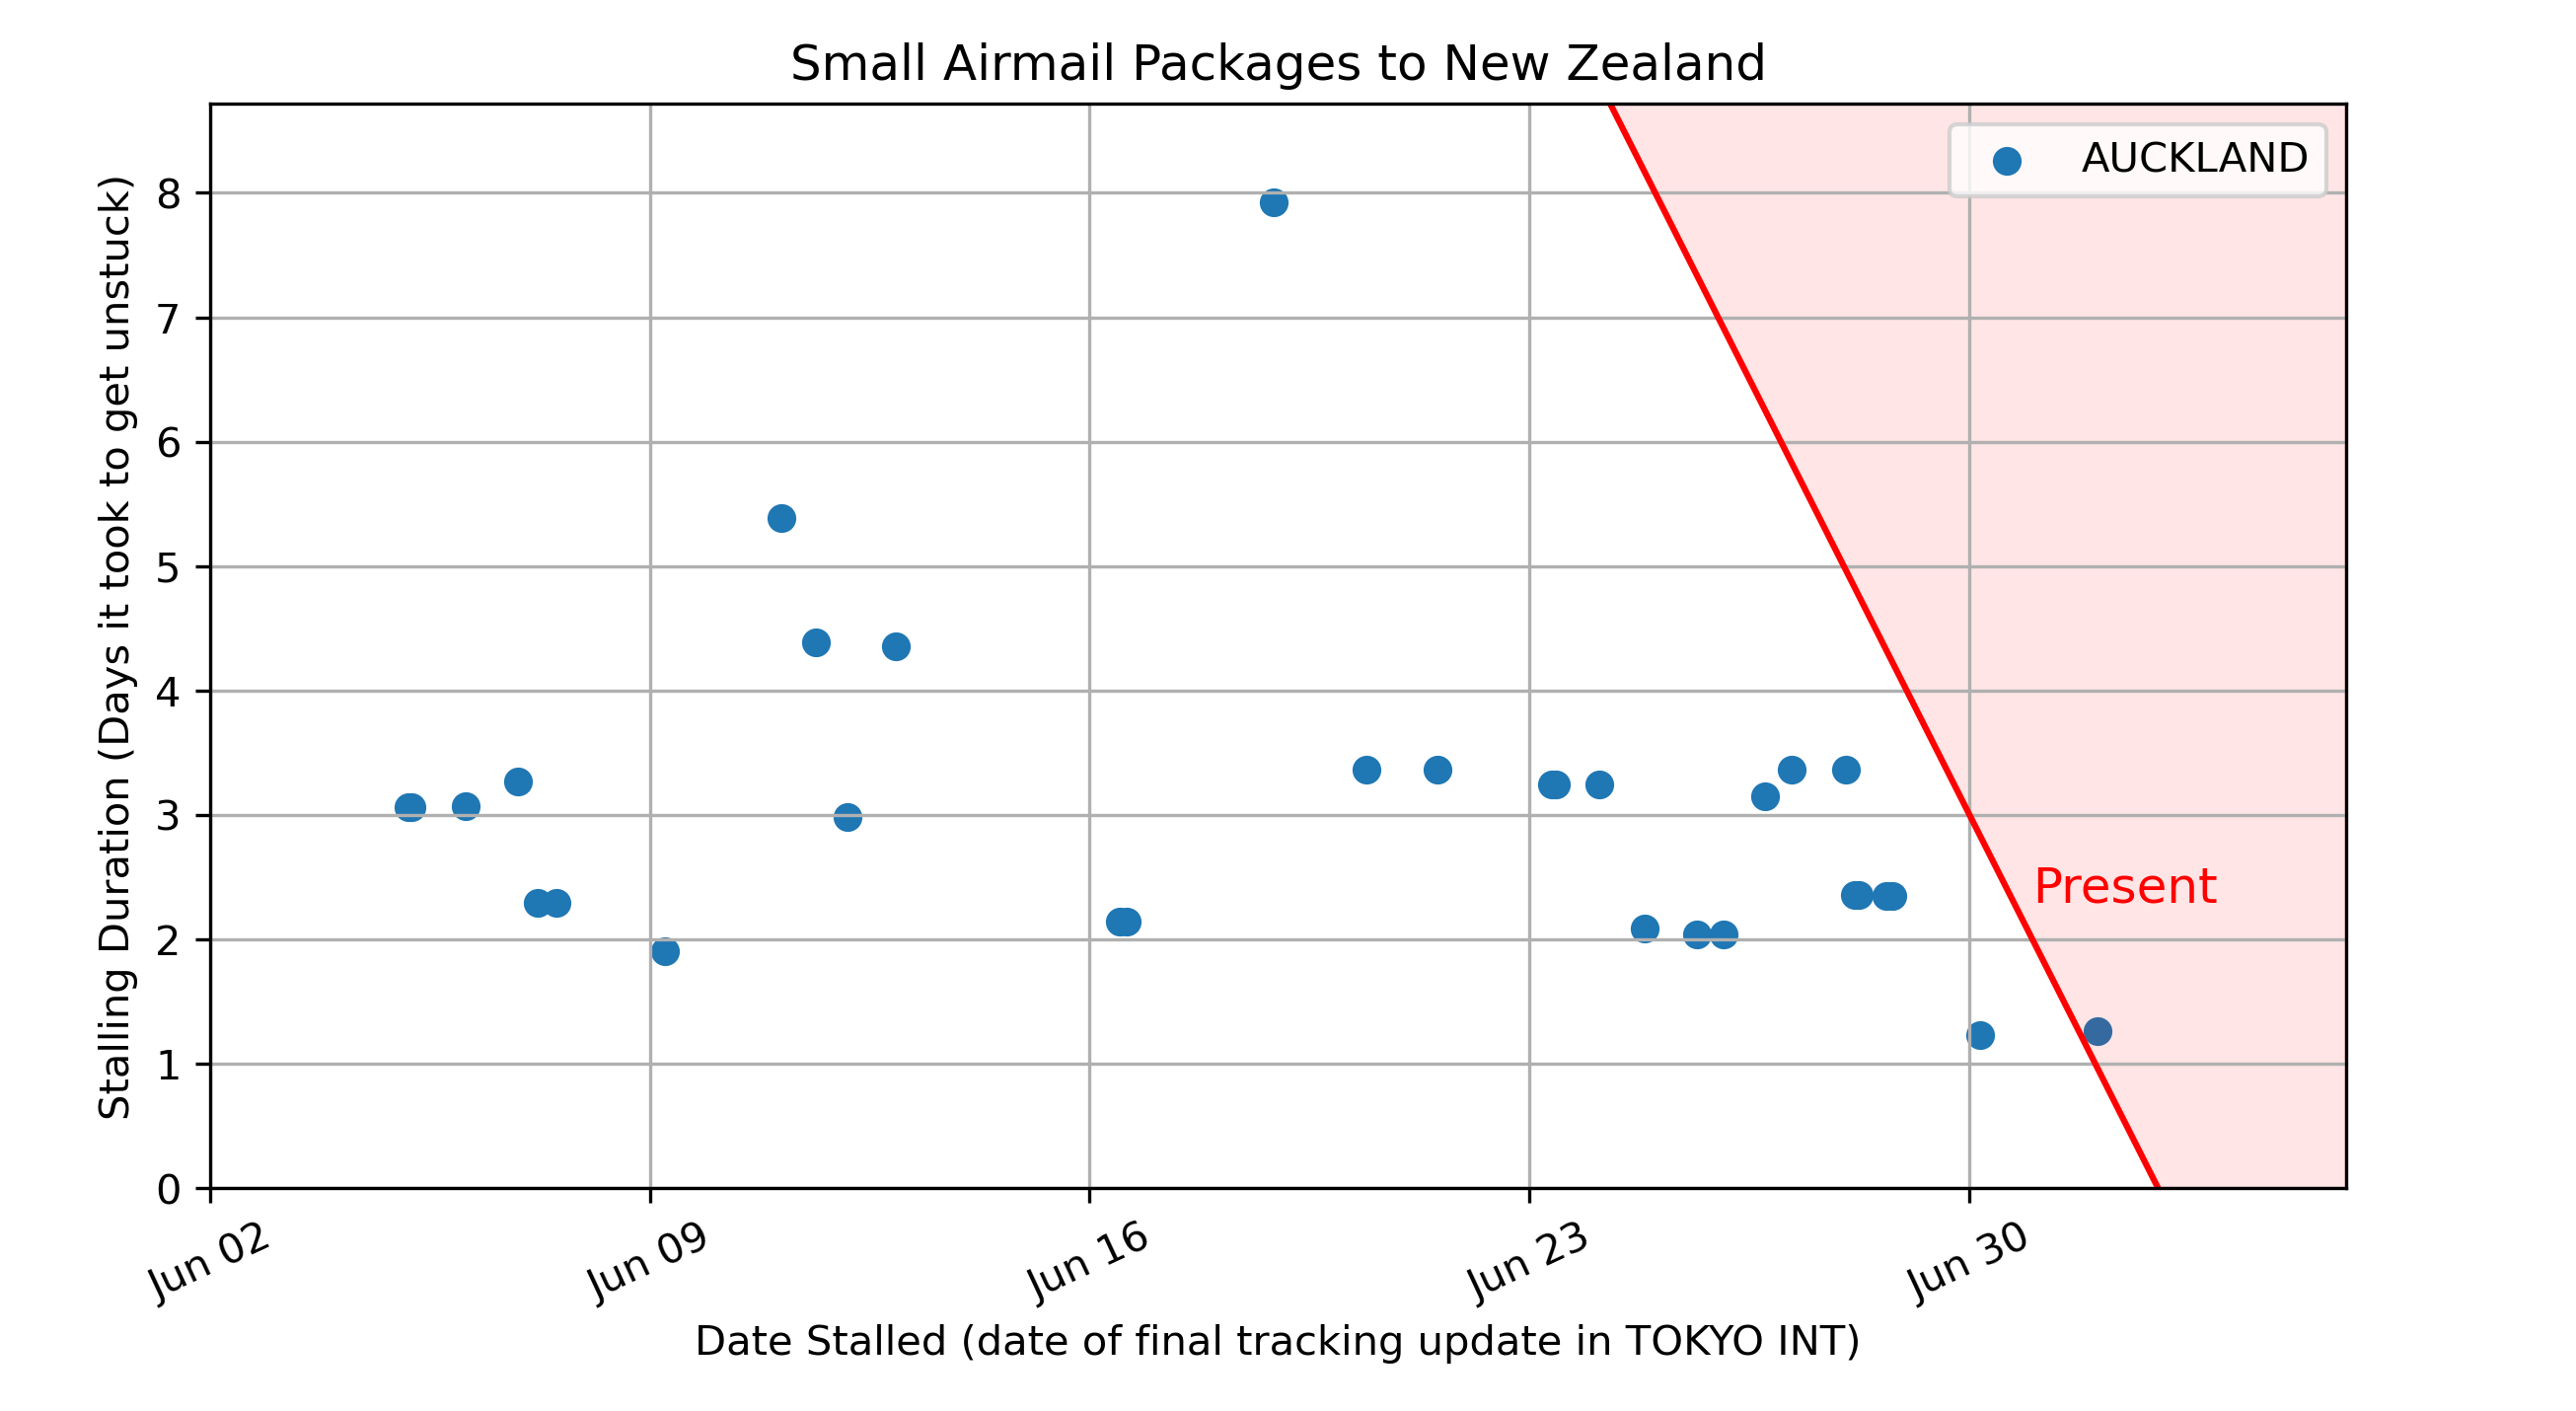 Small Airmail Packages to New Zealand
AUCKLAND
Stalling Duration (Days it took to get unstuck)
8
7
6
5
4
3
2
1
0
Present
Jun 02
Jun 09
Jun 16
Jun 23
Jun 30
Date Stalled (date of final tracking update in TOKYO INT)